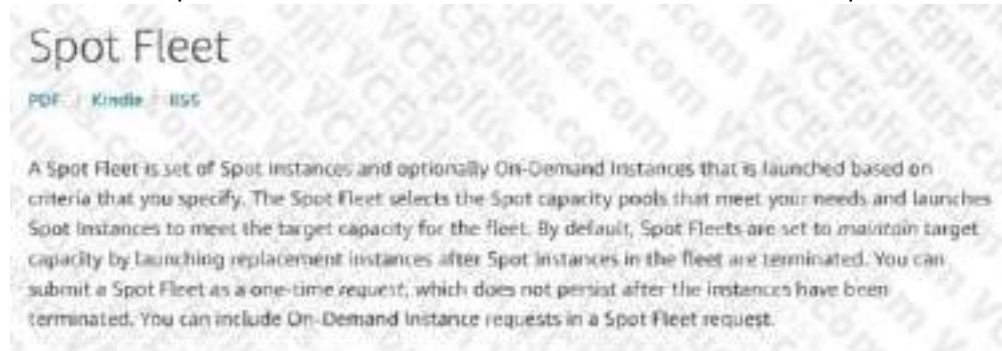 Spot Fleet
PDF Kindle RSS
A Spot Fleet is set of Spot Instances and optionally On-Demand Instances that is launched based on
criteria that you specify. The Spot Fleet selects the Spot capacity pools that meet your needs and launches
Spot Instances to meet the target capacity for the fleet. By default, Spot Fleets are set to maintain target
capacity by launching replacement instances after Spot Instances in the fleet are terminated. You can
submit a Spot Fleet as a one-time request, which does not persist after the instances have been
terminated. You can include On-Demand Instance requests in a Spot Fleet request.